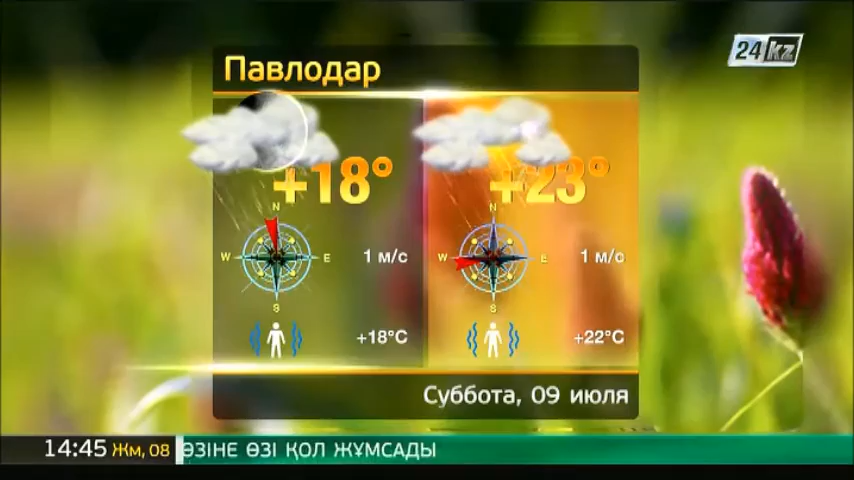 24kz
Павлодар
+18° +23°
N N
W E W E
1 м/с 1 м/с
S S
+18°C +22°C
Суббота, 09 июля
14:45 Жм, 08 ӨЗІНЕ ӨЗІ ҚОЛ ЖҰМСАДЫ